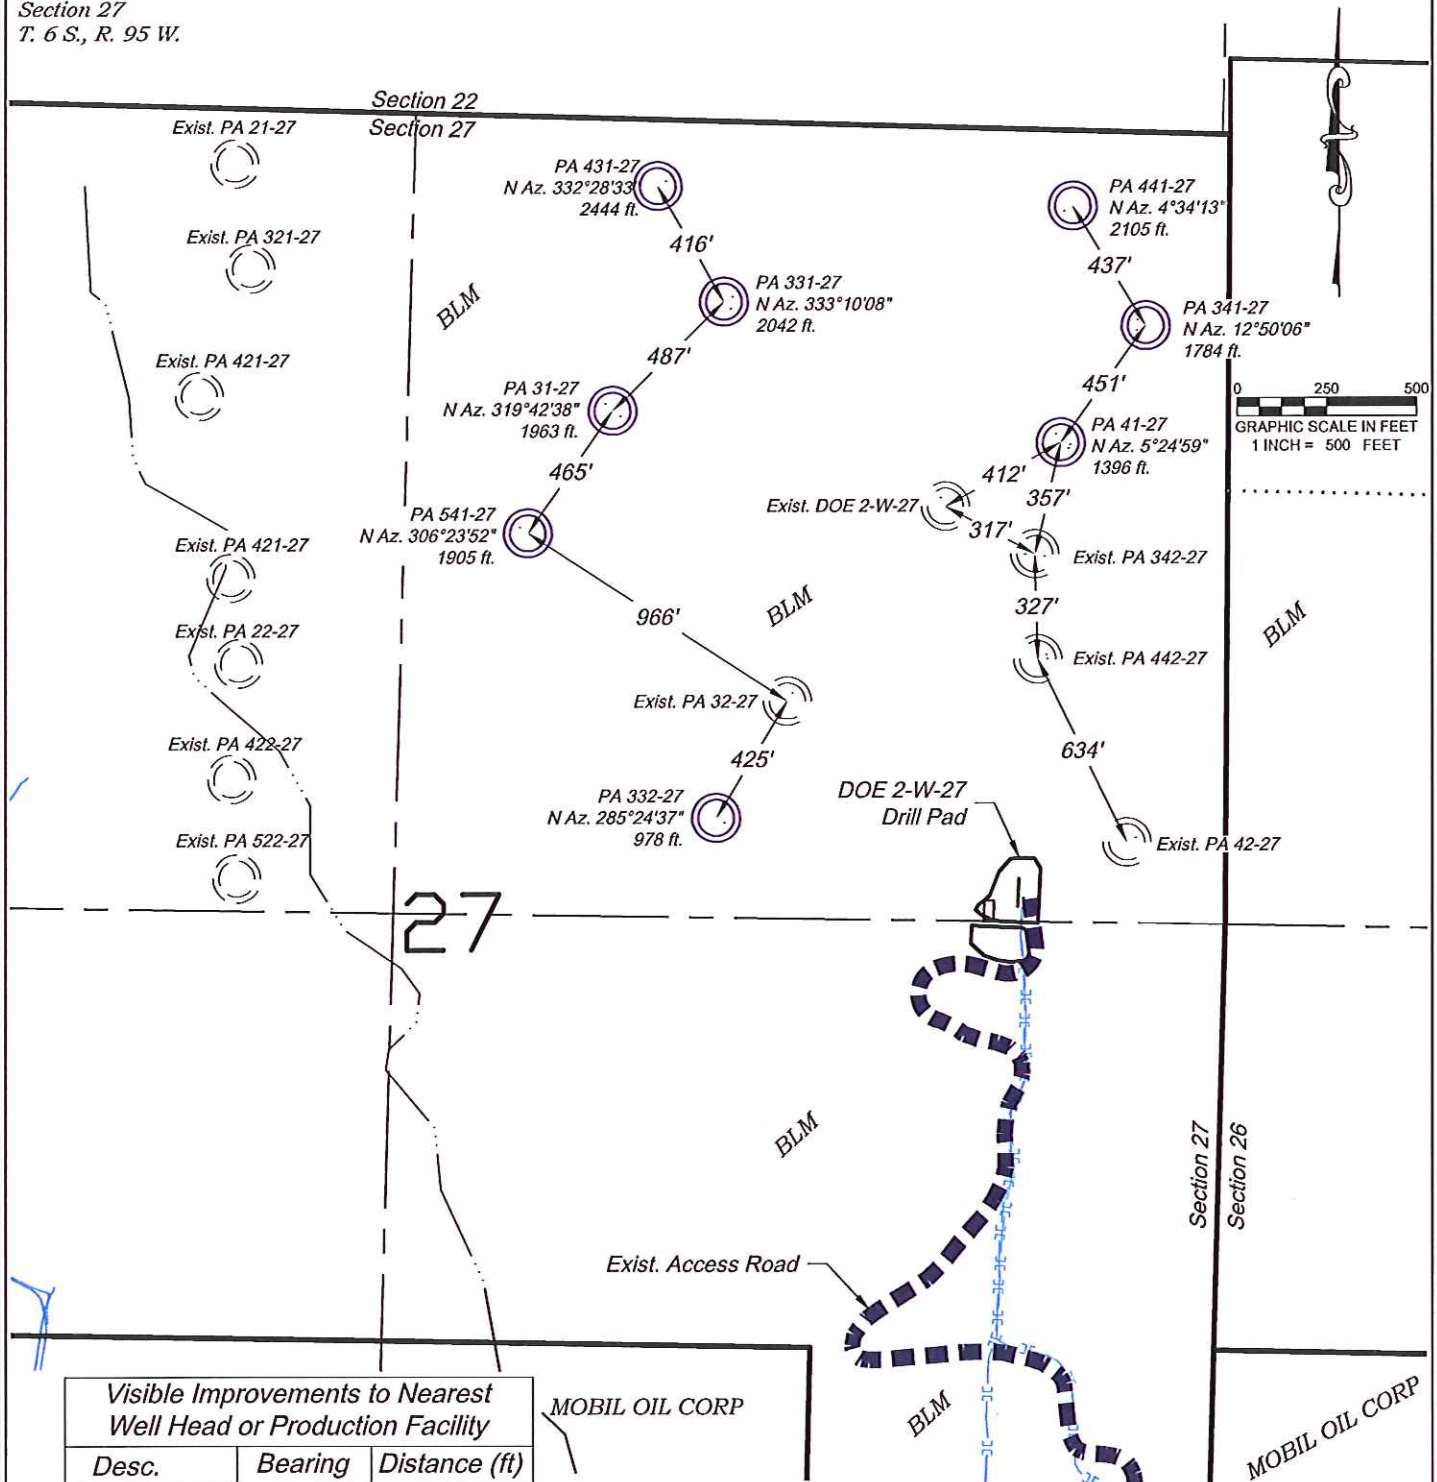 Section 27
T. 6 S., R. 95 W.
Section 22
Section 27
Exist. PA 21-27
Exist. PA 321-27
Exist. PA 421-27
Exist. PA 421-27
Exist. PA 22-27
Exist. PA 422-27
Exist. PA 522-27
BLM
PA 431-27
N Az. 332°28'33"
2444 ft.
416'
PA 331-27
N Az. 333°10'08"
2042 ft.
487'
PA 31-27
N Az. 319°42'38"
1963 ft.
465'
PA 541-27
N Az. 306°23'52"
1905 ft.
966'
BLM
Exist. PA 32-27
425'
PA 332-27
N Az. 285°24'37"
978 ft.
PA 441-27
N Az. 4°34'13"
2105 ft.
437'
PA 341-27
N Az. 12°50'06"
1784 ft.
451'
PA 41-27
N Az. 5°24'59"
1396 ft.
412'
357'
Exist. DOE 2-W-27
317'
Exist. PA 342-27
327'
Exist. PA 442-27
634'
Exist. PA 42-27
DOE 2-W-27
Drill Pad
0 250 500
GRAPHIC SCALE IN FEET
1 INCH = 500 FEET
BLM
27
BLM
Section 27
Section 26
Exist. Access Road
BLM
MOBIL OIL CORP
MOBIL OIL CORP
Visible Improvements to Nearest
Well Head or Production Facility
Desc. Bearing Distance (ft)